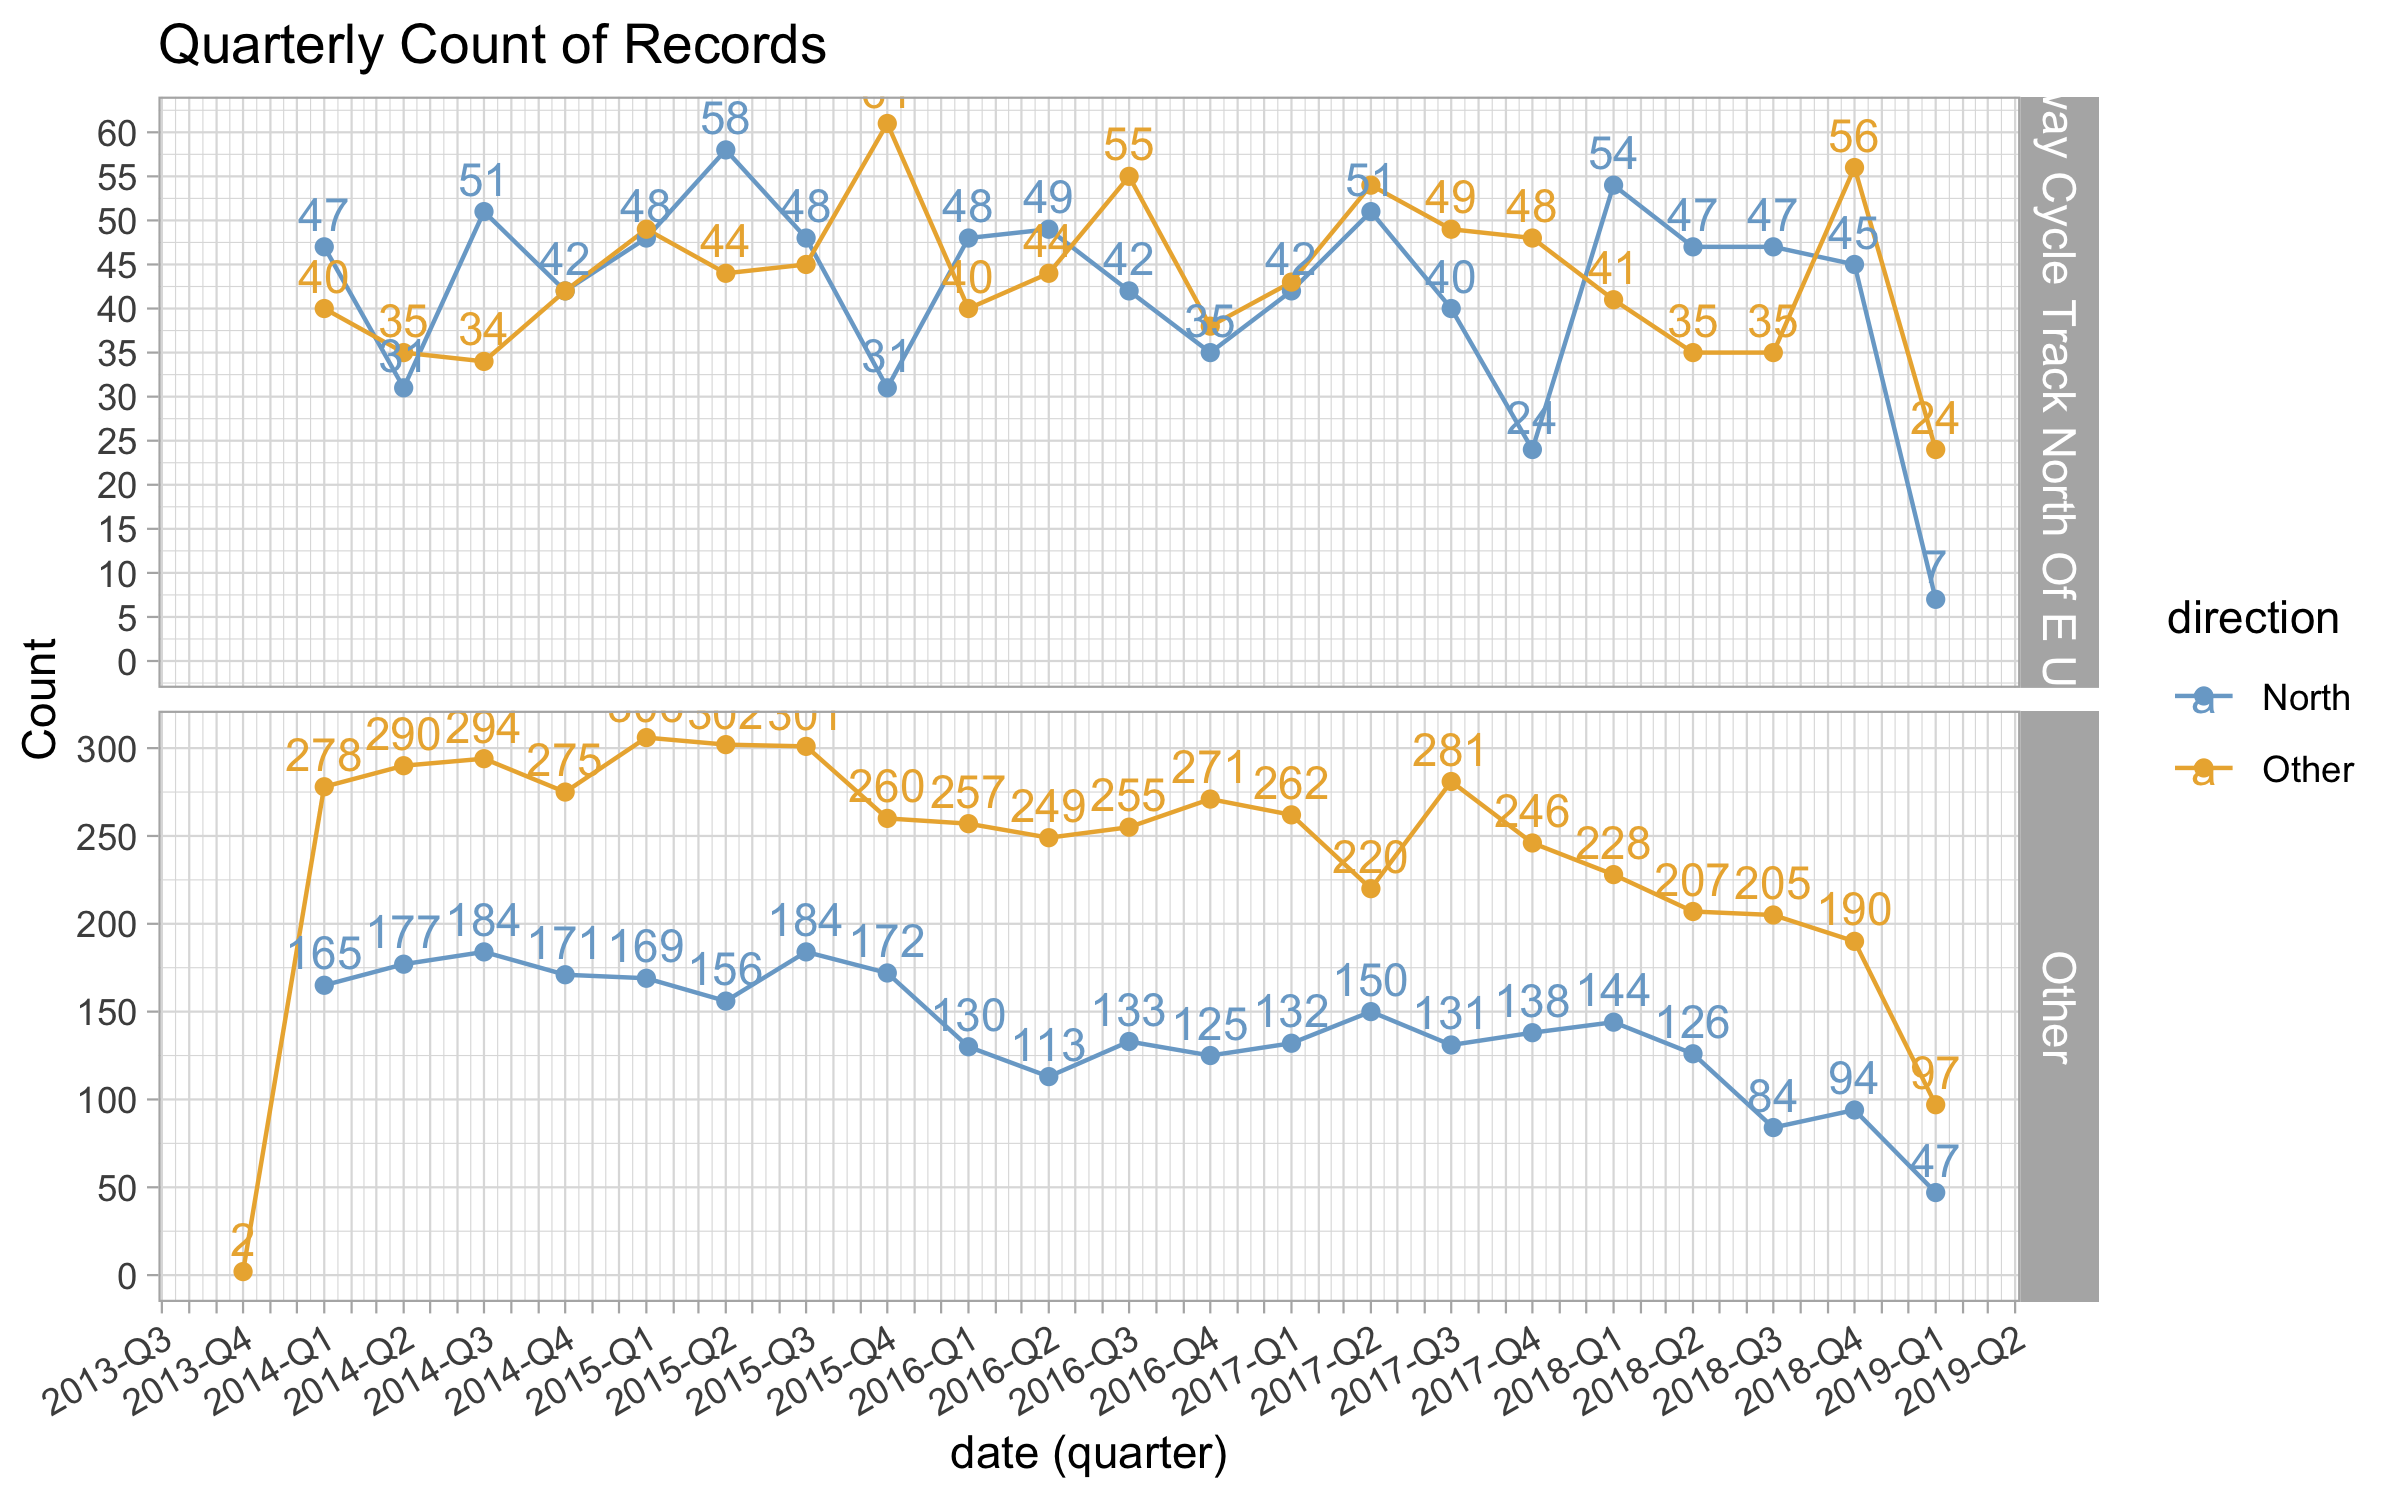 Quarterly Count of Records
Count
60
55
50
45
40
35
30
25
20
15
10
5
0
47 31 51 42 48 58 48 31 48 49 42 35 42 51 40 24 54 47 47 45 7
40 35 34 44 40 44 55 49 48 41 35 35 56 24
Cycle Track North Of E U
300
250
200
150
100
50
0
2 278 290 294 275 302 301 260 257 249 255 271 262 220 281 246 228 207 205 190 97
165 177 184 171 169 156 184 172 130 113 133 125 132 150 131 138 144 126 84 94 47
Other
2013-Q3
2013-Q4
2014-Q1
2014-Q2
2014-Q3
2014-Q4
2015-Q1
2015-Q2
2015-Q3
2015-Q4
2016-Q1
2016-Q2
2016-Q3
2016-Q4
2017-Q1
2017-Q2
2017-Q3
2017-Q4
2018-Q1
2018-Q2
2018-Q3
2018-Q4
2019-Q1
2019-Q2
date (quarter)
direction
a North
a Other